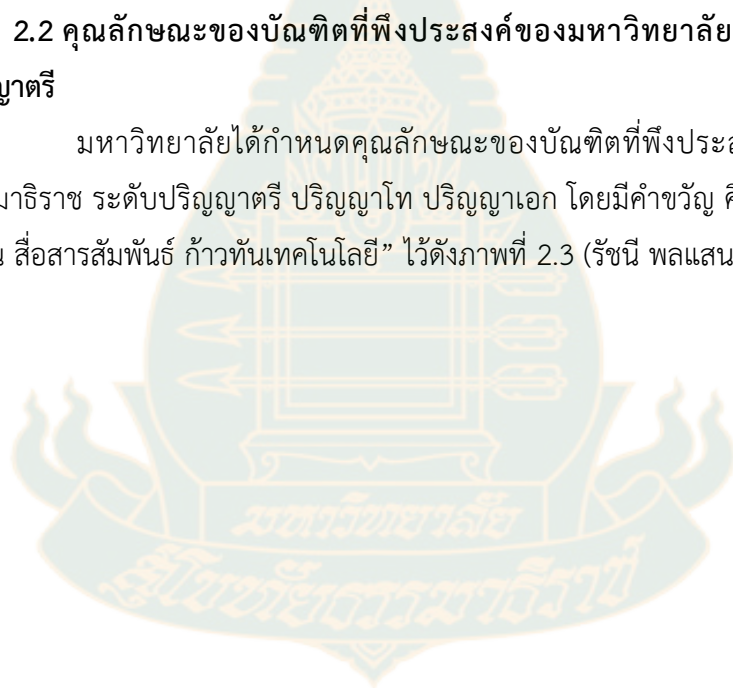 2.2 คุณลักษณะของบัณฑิตที่พึงประสงค์ของมหาวิทยาลัย
ญาตรี
มหาวิทยาลัยได้กำหนดคุณลักษณะของบัณฑิตที่พึงประส
มาธิราช ระดับปริญญาตรี ปริญญาโท ปริญญาเอก โดยมีคำขวัญ ศิ
น สื่อสารสัมพันธ์ ก้าวทันเทคโนโลยี” ไว้ดังภาพที่ 2.3 (รัชนี พลแสน
มหาวิทยาลัย
สุโขทัยธรรมาธิราช